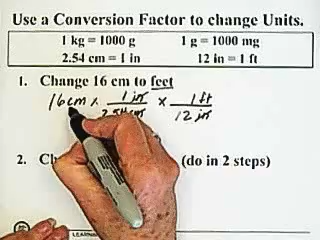 Use a Conversion Factor to change Units.
1 kg = 1000 g 1 g = 1000 mg
2.54 cm = 1 in 12 in = 1 ft
1. Change 16 cm to feet
16 cm × 1 in / 2.54 cm × 1 ft / 12 in
2. (do in 2 steps)